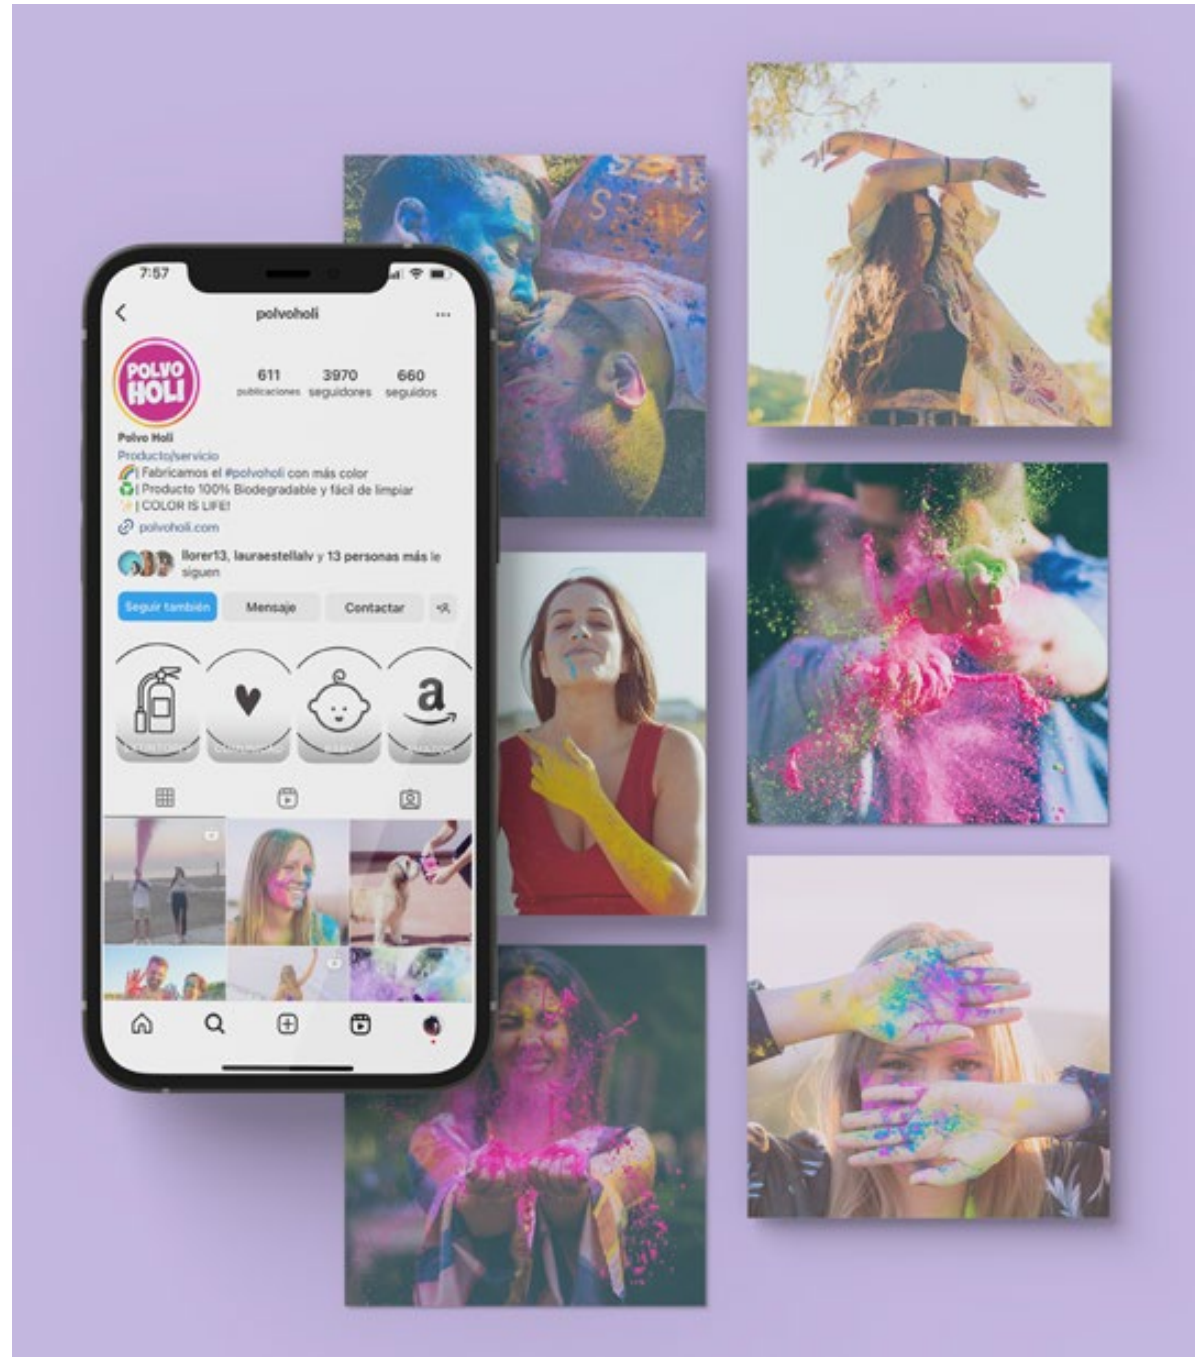 7:57
polvoholi
POLVO
HOLI
611 3970 660
publicaciones seguidores seguidos
Polvo Holi
Producto/servicio
🌈| Fabricamos el #polvoholi con más color
♻️| Producto 100% Biodegradable y fácil de limpiar
✨| COLOR IS LIFE!
polvoholi.com
llorer13, lauraestellalv y 13 personas más le
siguen
Seguir también Mensaje Contactar
a
BABY
AMAZON